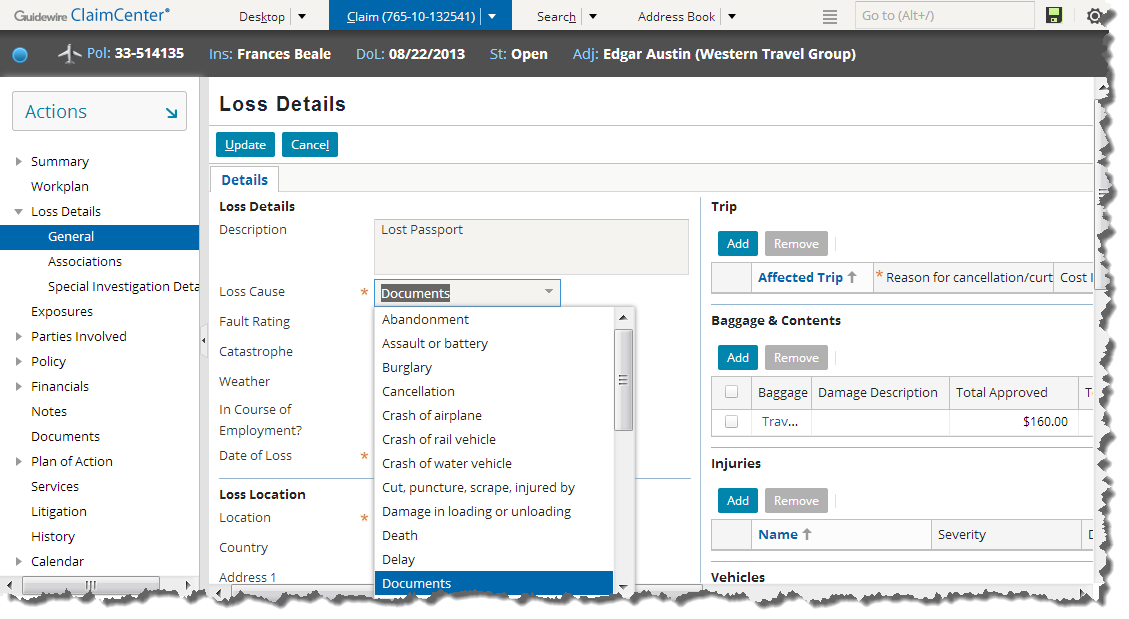 Guidewire ClaimCenter® Desktop Claim (765-10-132541) Search Address Book Go to (Alt+/)
Pol: 33-514135 Ins: Frances Beale DoL: 08/22/2013 St: Open Adj: Edgar Austin (Western Travel Group)
Actions
Summary
Workplan
Loss Details
General
Associations
Special Investigation Deta
Exposures
Parties Involved
Policy
Financials
Notes
Documents
Plan of Action
Services
Litigation
History
Calendar
Loss Details
Update Cancel
Details
Loss Details
Description Lost Passport
Loss Cause * Documents
Fault Rating
Catastrophe
Weather
In Course of
Employment?
Date of Loss *
Loss Location
Location *
Country
Address 1
Abandonment
Assault or battery
Burglary
Cancellation
Crash of airplane
Crash of rail vehicle
Crash of water vehicle
Cut, puncture, scrape, injured by
Damage in loading or unloading
Death
Delay
Documents
Trip
Add Remove
Affected Trip * Reason for cancellation/curt Cost
Baggage & Contents
Add Remove
Baggage Damage Description Total Approved
Trav... $160.00
Injuries
Add Remove
Name Severity
Vehicles